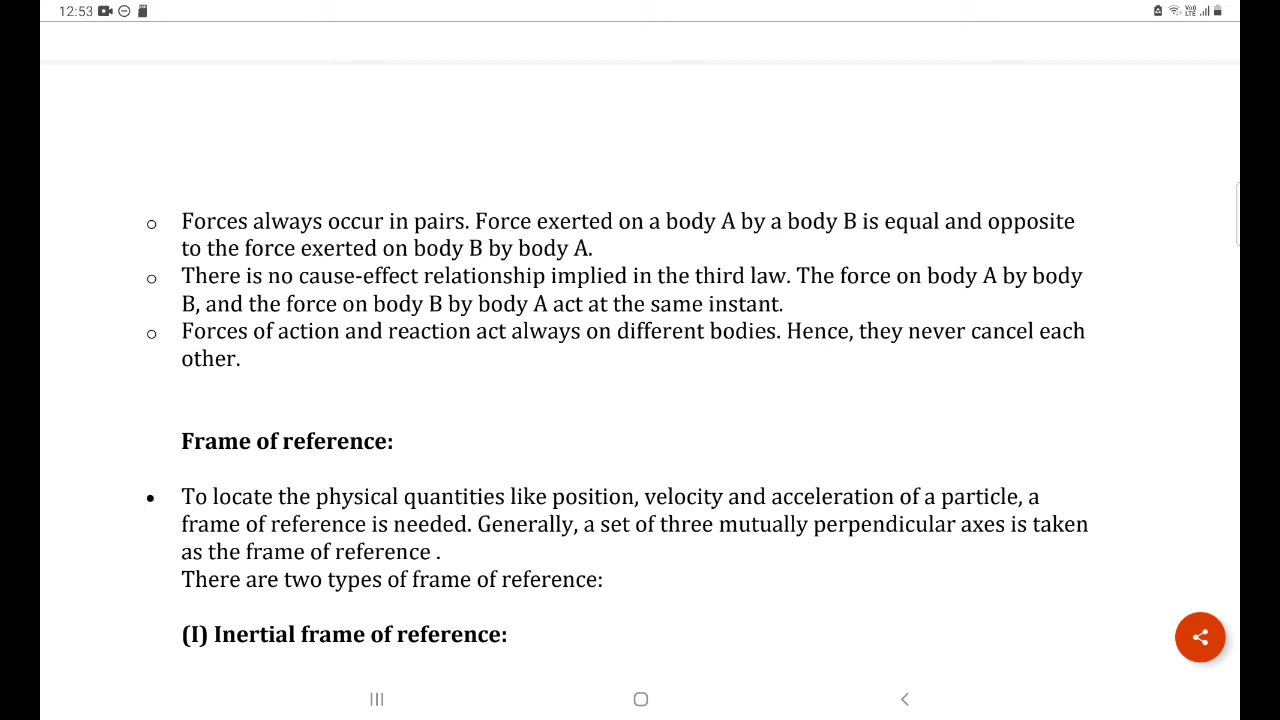 12:53
VoD LTE
○ Forces always occur in pairs. Force exerted on a body A by a body B is equal and opposite
to the force exerted on body B by body A.
○ There is no cause-effect relationship implied in the third law. The force on body A by body
B, and the force on body B by body A act at the same instant.
○ Forces of action and reaction act always on different bodies. Hence, they never cancel each
other.
Frame of reference:
• To locate the physical quantities like position, velocity and acceleration of a particle, a
frame of reference is needed. Generally, a set of three mutually perpendicular axes is taken
as the frame of reference .
There are two types of frame of reference:
(I) Inertial frame of reference: